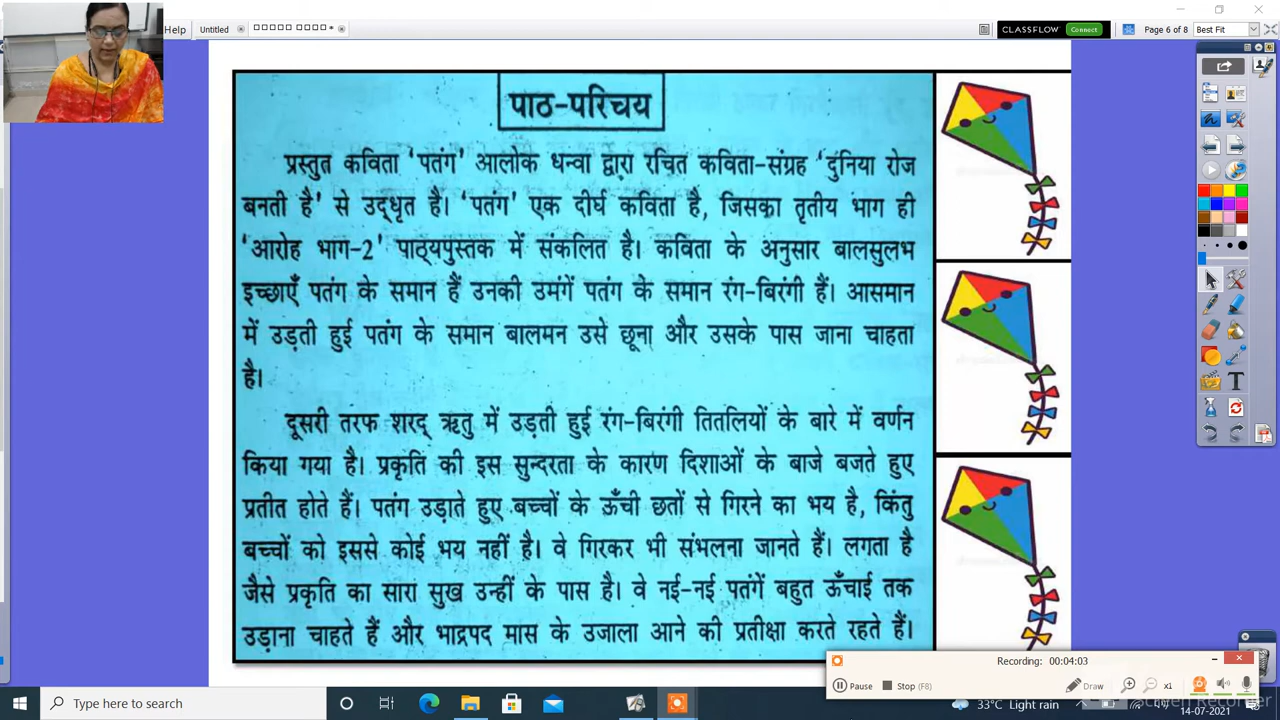 Help
Untitled
CLASSFLOW
Connect
Page 6 of 8
Best Fit
पाठ-परिचय
प्रस्तुत कविता ‘पतंग’ आलोक धन्वा द्वारा रचित कविता-संग्रह ‘दुनिया रोज
बनती है’ से उद्धृत है। ‘पतंग’ एक दीर्घ कविता है, जिसका तृतीय भाग ही
‘आरोह भाग-2’ पाठ्यपुस्तक में संकलित है। कविता के अनुसार बालसुलभ
इच्छाएँ पतंग के समान हैं उनकी उमंगें पतंग के समान रंग-बिरंगी हैं। आसमान
में उड़ती हुई पतंग के समान बालमन उसे छूना और उसके पास जाना चाहता
है।
दूसरी तरफ शरद् ऋतु में उड़ती हुई रंग-बिरंगी तितलियों के बारे में वर्णन
किया गया है। प्रकृति की इस सुन्दरता के कारण दिशाओं के बाजे बजते हुए
प्रतीत होते हैं। पतंग उड़ाते हुए बच्चों के ऊँची छतों से गिरने का भय है, किंतु
बच्चों को इससे कोई भय नहीं है। वे गिरकर भी संभलना जानते हैं। लगता है
जैसे प्रकृति का सारा सुख उन्हीं के पास है। वे नई-नई पतंगें बहुत ऊँचाई तक
उड़ाना चाहते हैं और भाद्रपद मास के उजाला आने की प्रतीक्षा करते रहते हैं।
Recording: 00:04:03
Pause
Stop (F8)
Draw
x1
Type here to search
33°C Light rain
14-07-2021